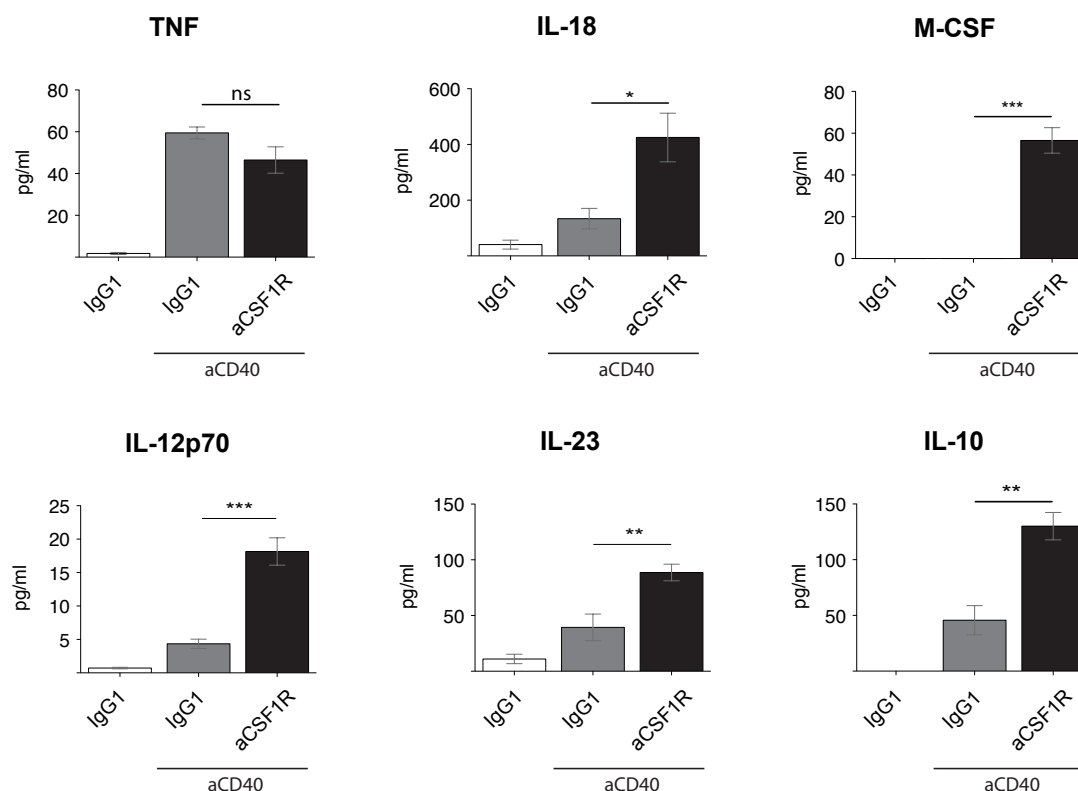 TNF
pg/ml
80
60
40
20
ns
IgG1
IgG1
aCSF1R
aCD40
IL-18
pg/ml
600
400
200
*
IgG1
IgG1
aCSF1R
aCD40
M-CSF
pg/ml
80
60
40
20
0
***
IgG1
IgG1
aCSF1R
aCD40
IL-12p70
pg/ml
25
20
15
10
5
***
IgG1
IgG1
aCSF1R
aCD40
IL-23
pg/ml
150
100
50
**
IgG1
IgG1
aCSF1R
aCD40
IL-10
pg/ml
150
100
50
**
IgG1
IgG1
aCSF1R
aCD40